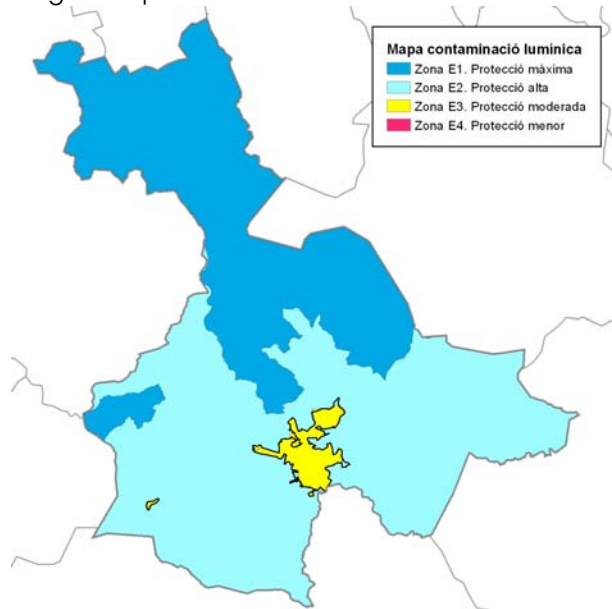 Mapa contaminació lumínica
Zona E1. Protecció màxima
Zona E2. Protecció alta
Zona E3. Protecció moderada
Zona E4. Protecció menor